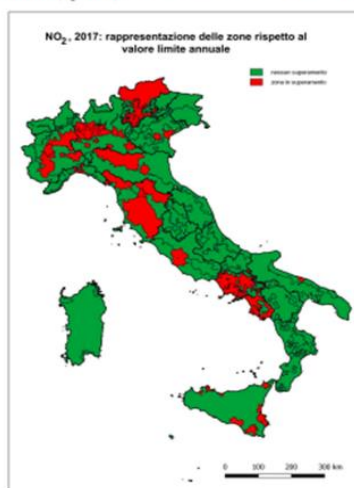 NO2, 2017: rappresentazione delle zone rispetto al
valore limite annuale
nessun superamento
zona in superamento
0 100 200 300 km